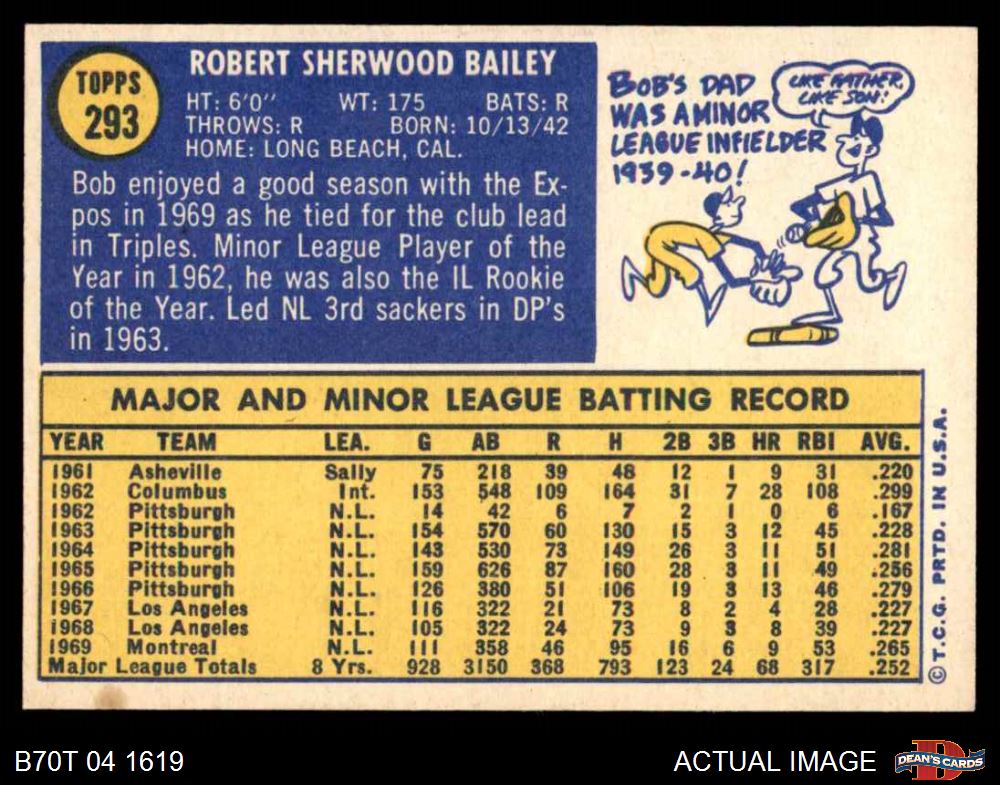 TOPPS
293
ROBERT SHERWOOD BAILEY
HT: 6'0" WT: 175 BATS: R
THROWS: R BORN: 10/13/42
HOME: LONG BEACH, CAL.
Bob enjoyed a good season with the Ex-
pos in 1969 as he tied for the club lead
in Triples. Minor League Player of the
Year in 1962, he was also the IL Rookie
of the Year. Led NL 3rd sackers in DP's
in 1963.
BOB'S DAD
WAS A MINOR
LEAGUE INFIELDER
1939-40!
LIKE FATHER,
LIKE SON!
MAJOR AND MINOR LEAGUE BATTING RECORD
YEAR TEAM LEA. G AB R H 2B 3B HR RBI AVG.
1961 Asheville Sally 75 218 39 48 12 1 9 31 .220
1962 Columbus Int. 153 548 109 164 31 7 28 108 .299
1962 Pittsburgh N.L. 14 42 6 7 2 1 0 6 .167
1963 Pittsburgh N.L. 154 570 60 130 15 3 12 45 .228
1964 Pittsburgh N.L. 143 530 73 149 26 3 11 51 .281
1965 Pittsburgh N.L. 159 626 87 160 28 3 11 49 .256
1966 Pittsburgh N.L. 126 380 51 106 19 3 13 46 .279
1967 Los Angeles N.L. 116 322 21 73 8 2 4 28 .227
1968 Los Angeles N.L. 105 322 24 73 9 3 8 39 .227
1969 Montreal N.L. 111 358 46 95 16 6 9 53 .265
Major League Totals 8 Yrs. 928 3150 368 793 123 24 68 317 .252
© T.C.G. PRTD. IN U.S.A.
B70T 04 1619
ACTUAL IMAGE
D
DEAN'S CARDS